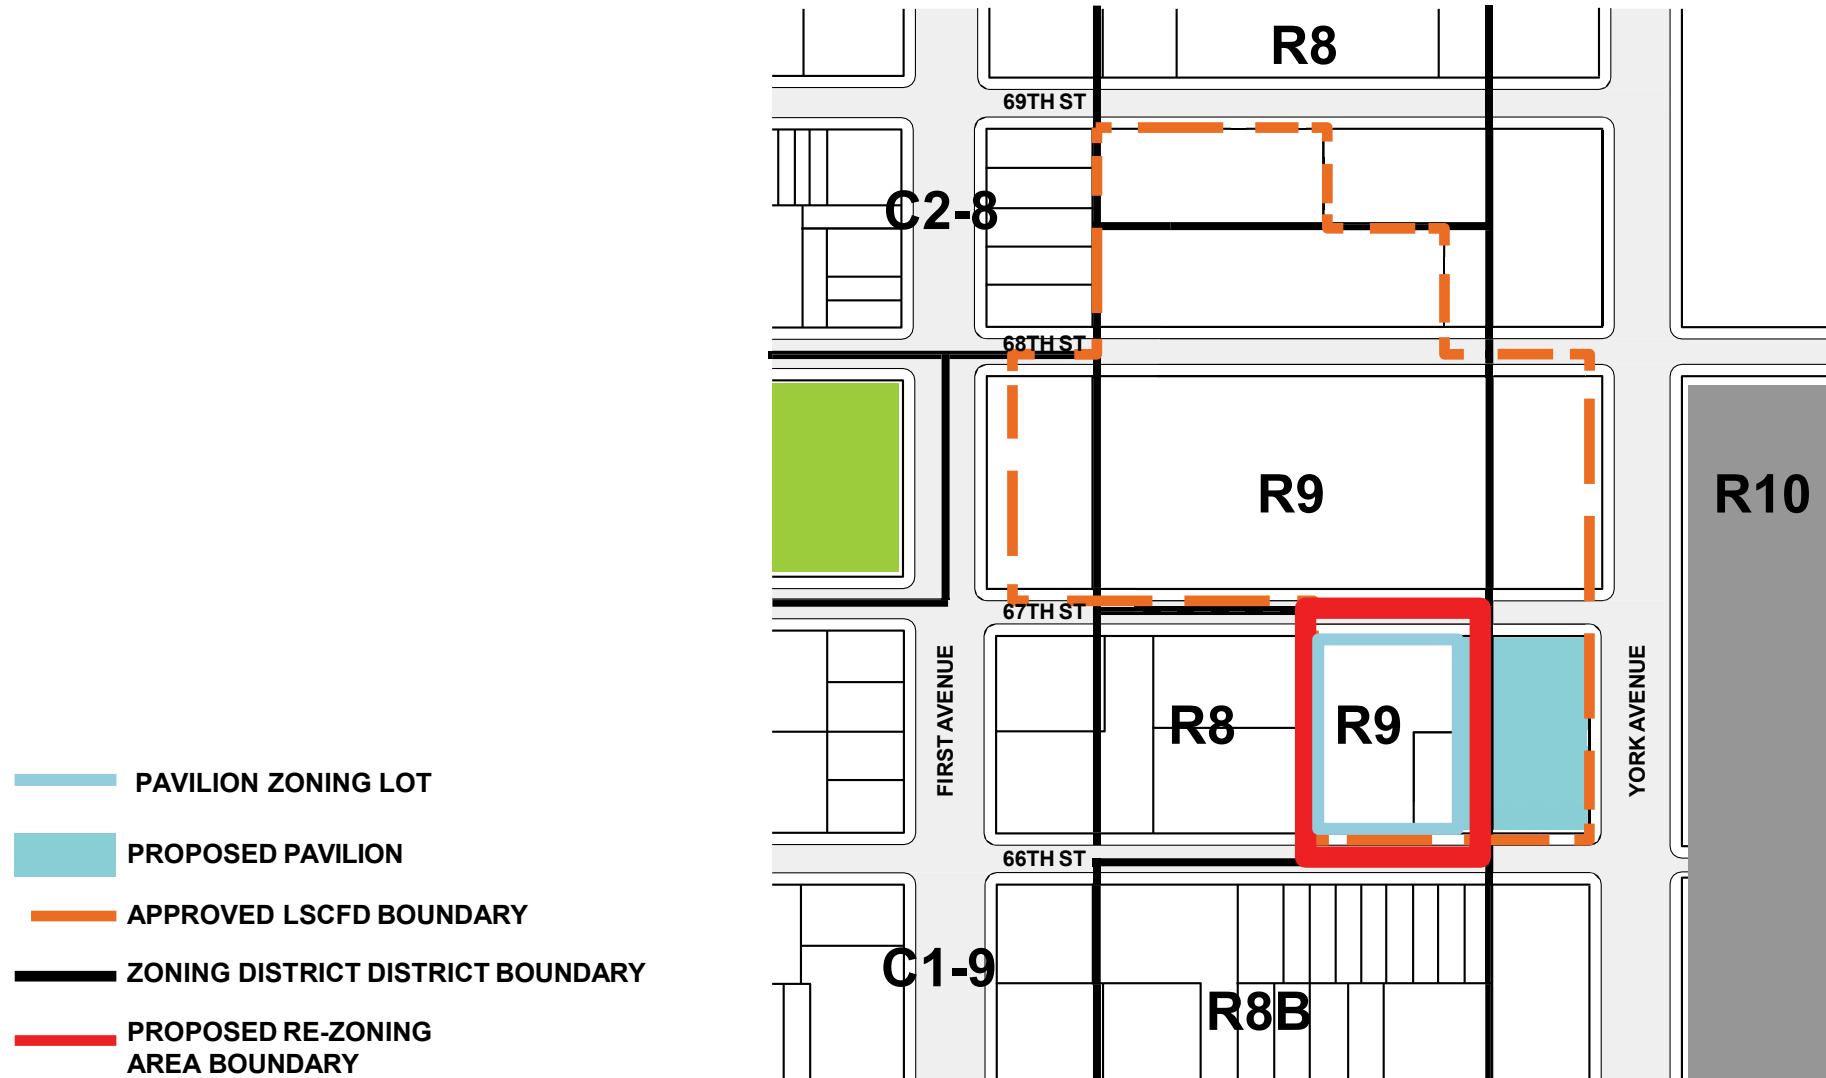 R8
69TH ST
C2-8
68TH ST
R9
R10
67TH ST
FIRST AVENUE
YORK AVENUE
R8
R9
66TH ST
C1-9
R8B
PAVILION ZONING LOT
PROPOSED PAVILION
APPROVED LSCFD BOUNDARY
ZONING DISTRICT DISTRICT BOUNDARY
PROPOSED RE-ZONING
AREA BOUNDARY